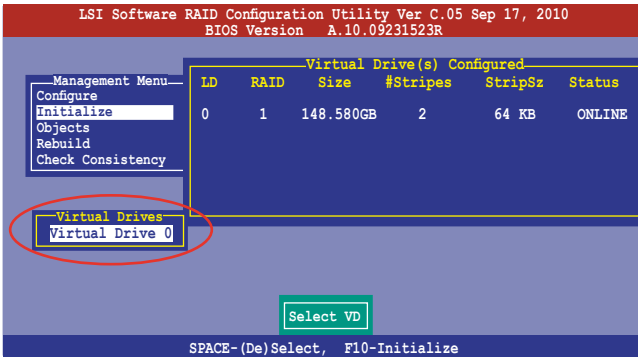 LSI Software RAID Configuration Utility Ver C.05 Sep 17, 2010
BIOS Version A.10.09231523R
Virtual Drive(s) Configured
LD RAID Size #Stripes StripSz Status
0 1 148.580GB 2 64 KB ONLINE
Management Menu
Configure
Initialize
Objects
Rebuild
Check Consistency
Virtual Drives
Virtual Drive 0
Select VD
SPACE-(De)Select, F10-Initialize